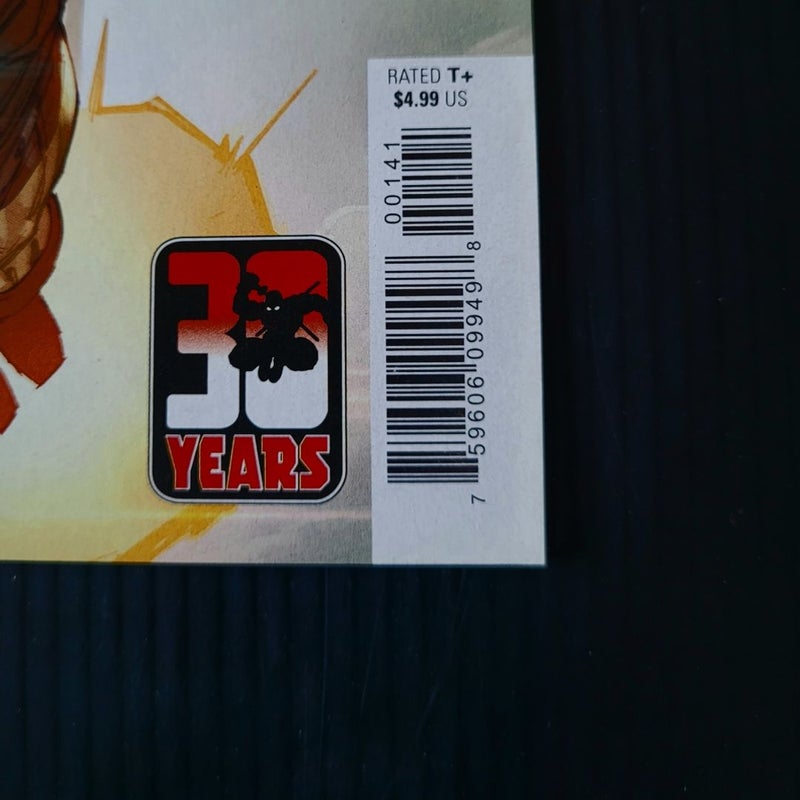 RATED T+
$4.99 US
00141
7 59606 09949 8
30
YEARS